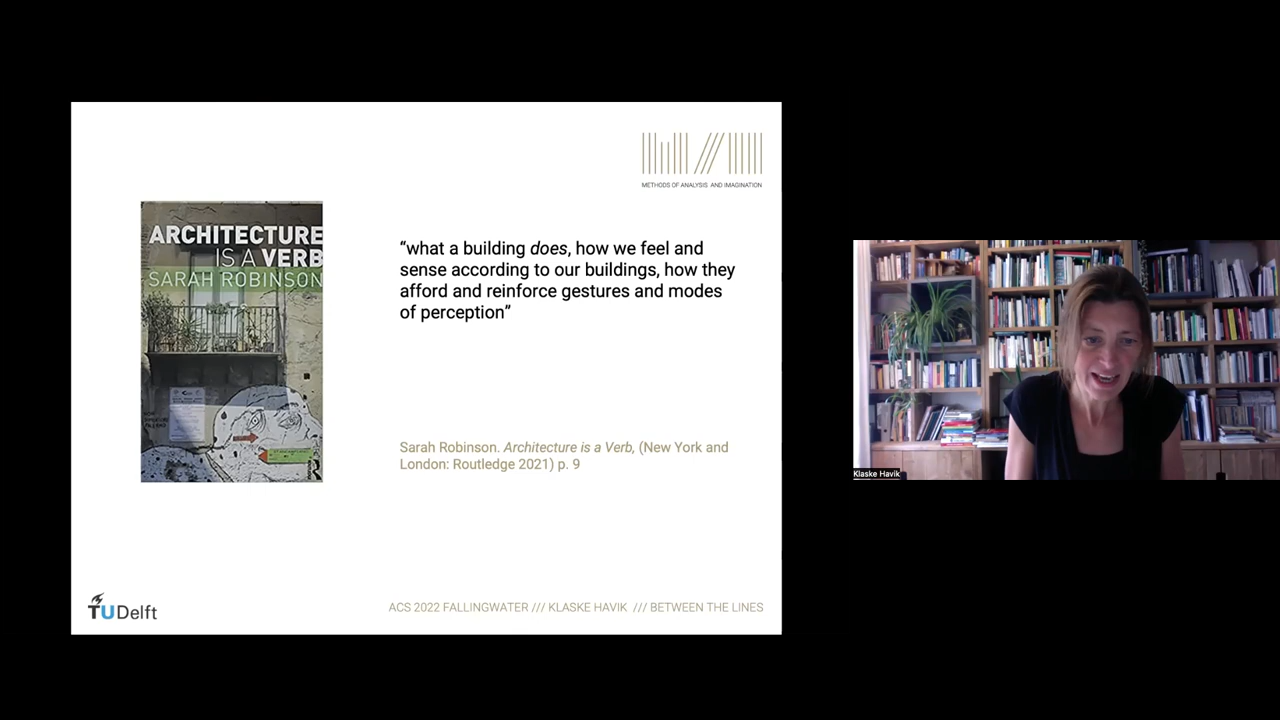 METHODS OF ANALYSIS AND IMAGINATION
ARCHITECTURE
IS A VERB
SARAH ROBINSON
“what a building does, how we feel and
sense according to our buildings, how they
afford and reinforce gestures and modes
of perception”
Sarah Robinson. Architecture is a Verb, (New York and
London: Routledge 2021) p. 9
R
TUDelft
ACS 2022 FALLINGWATER /// KLASKE HAVIK /// BETWEEN THE LINES
Klaske Havik